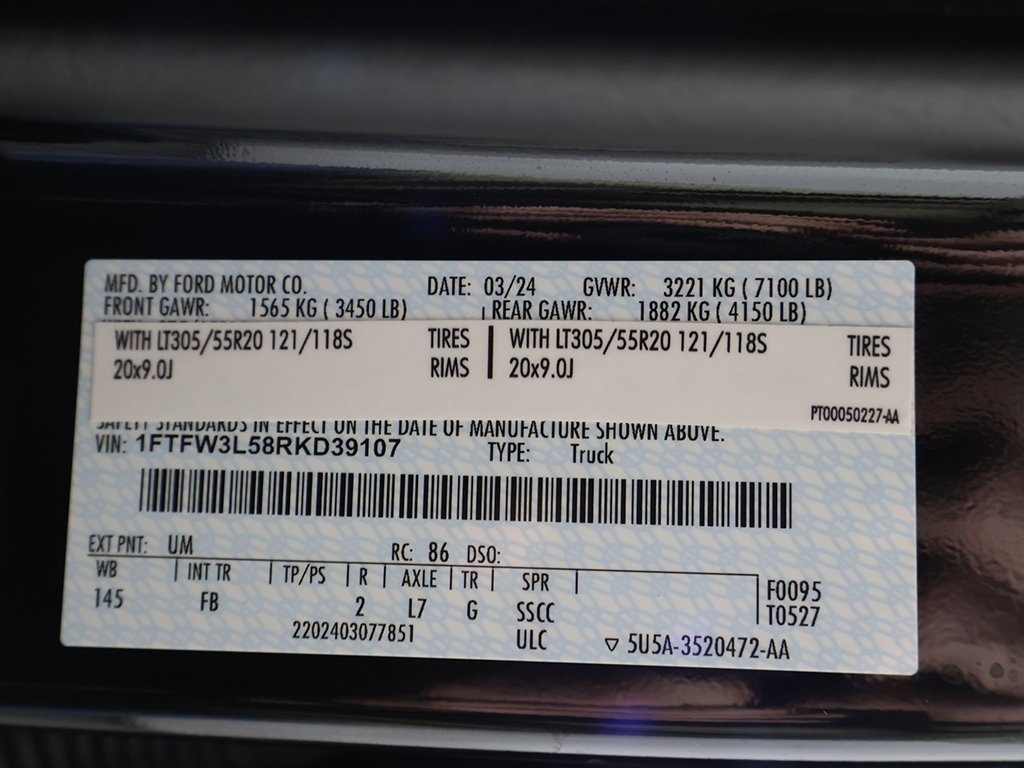 MFD. BY FORD MOTOR CO. DATE: 03/24 GVWR: 3221 KG ( 7100 LB)
FRONT GAWR: 1565 KG ( 3450 LB) REAR GAWR: 1882 KG ( 4150 LB)
WITH LT305/55R20 121/118S TIRES WITH LT305/55R20 121/118S TIRES
20x9.0J RIMS 20x9.0J RIMS
PT00050227-AA
SAFETY STANDARDS IN EFFECT ON THE DATE OF MANUFACTURE SHOWN ABOVE.
VIN: 1FTFW3L58RKD39107 TYPE: Truck
EXT PNT: UM RC: 86 DSO:
WB INT TR TP/PS R AXLE TR SPR F0095
145 FB 2 L7 G SSCC T0527
2202403077851 ULC ▽ 5U5A-3520472-AA